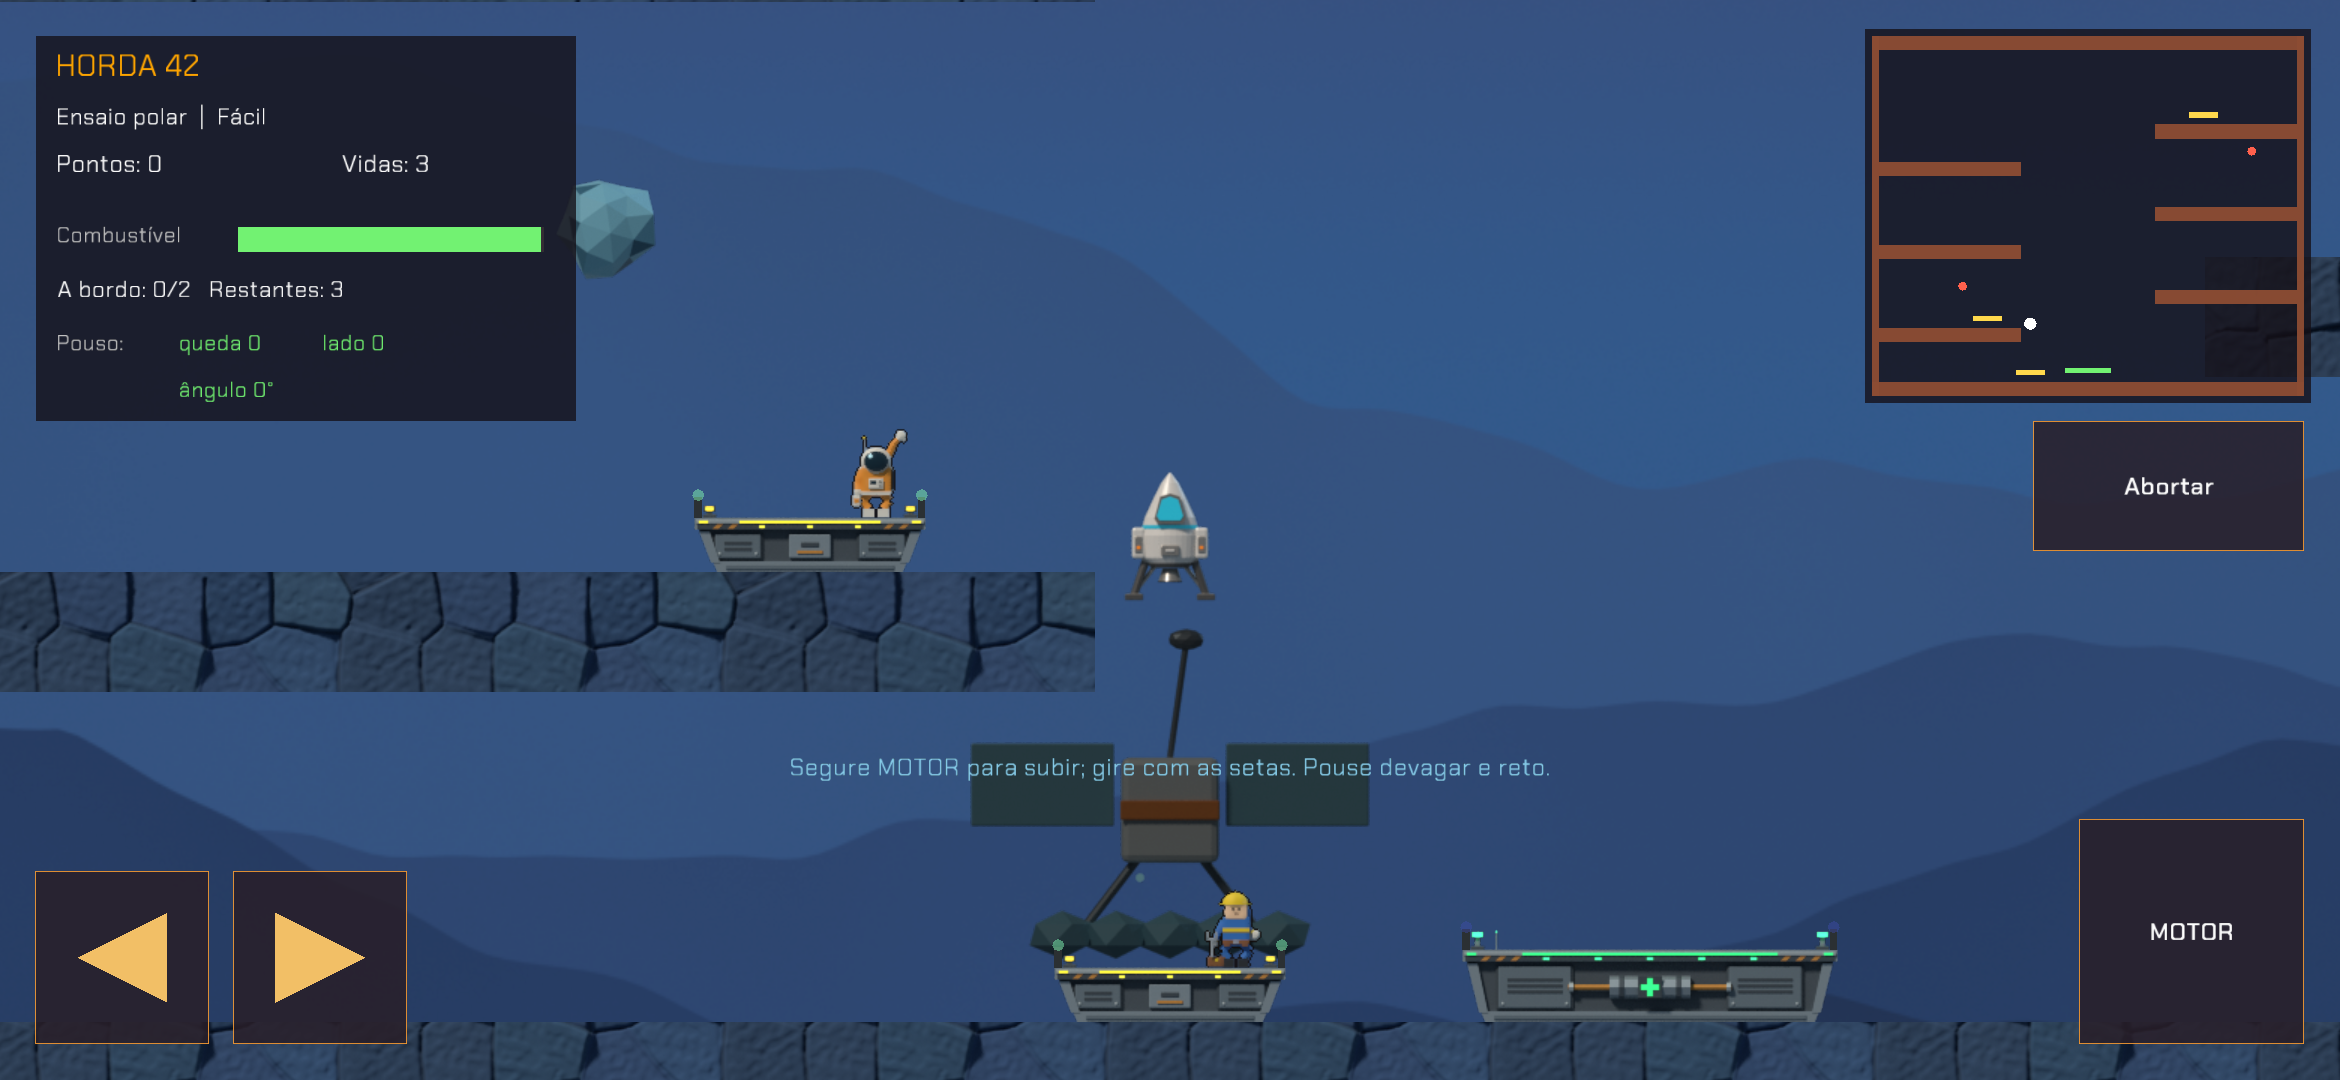 HORDA 42
Ensaio polar | Fácil
Pontos: 0 Vidas: 3
Combustível
A bordo: 0/2 Restantes: 3
Pouso: queda 0 lado 0
ângulo 0°
Abortar
Segure MOTOR para subir; gire com as setas. Pouse devagar e reto.
MOTOR